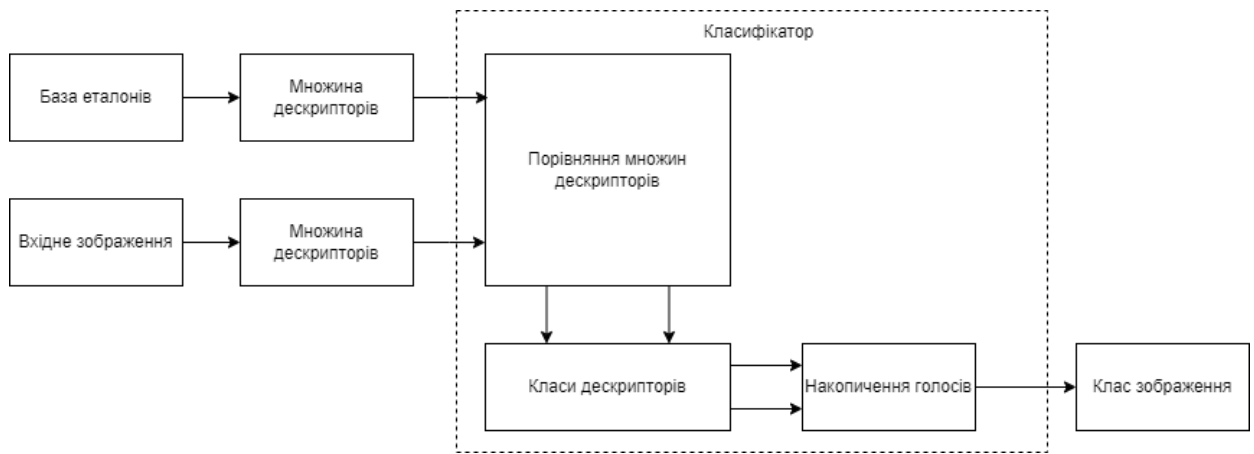 Класифікатор
База еталонів
Множина
дескрипторів
Порівняння множин
дескрипторів
Вхідне зображення
Множина
дескрипторів
Класи дескрипторів
Накопичення голосів
Клас зображення